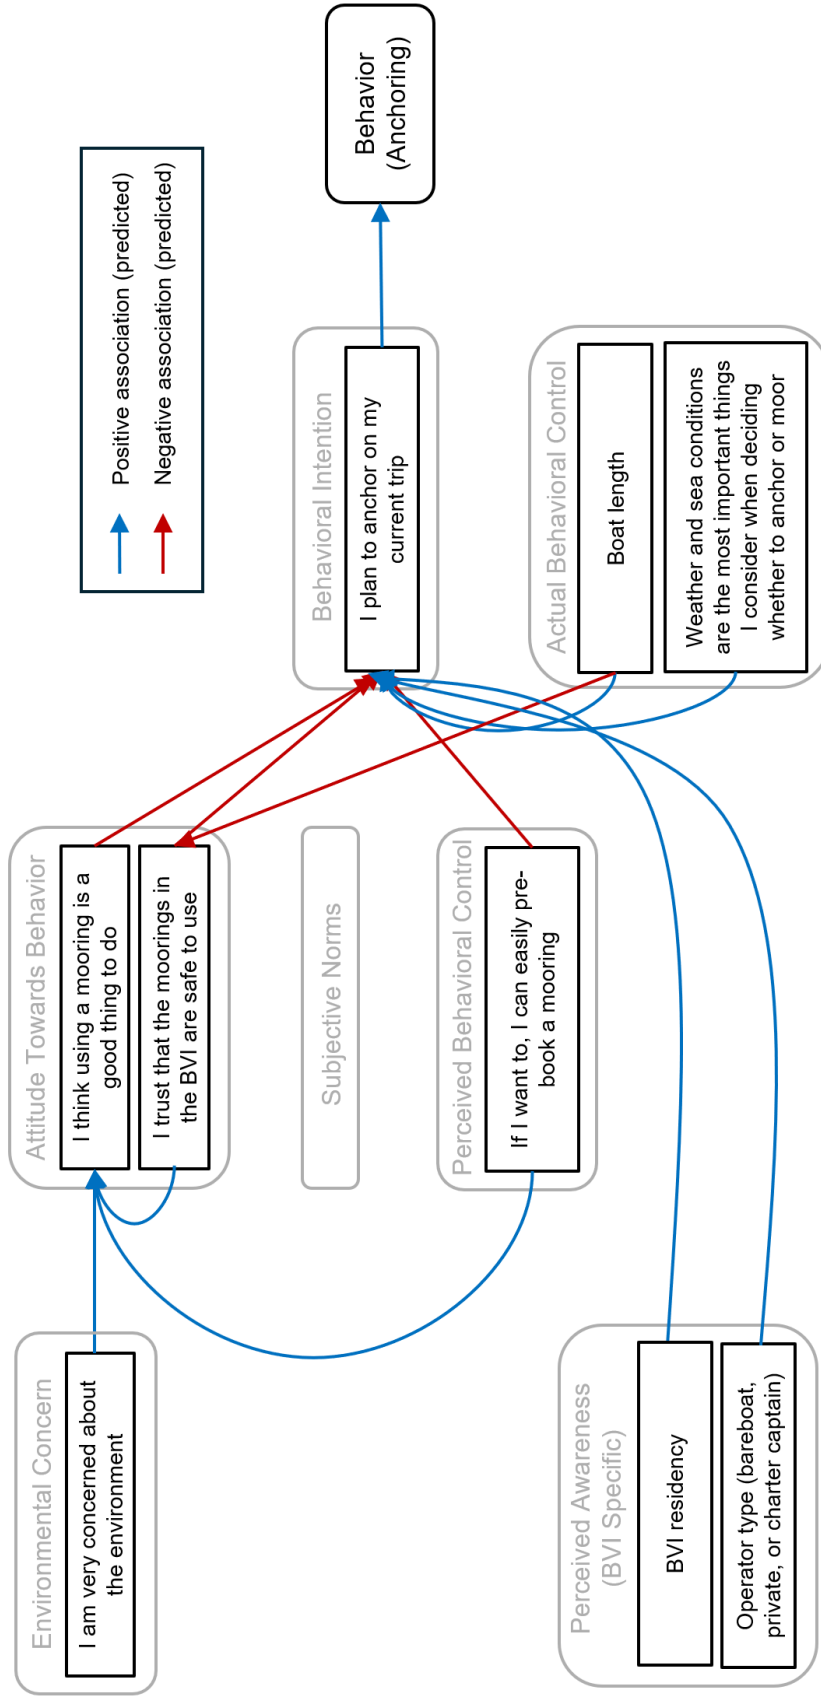 Environmental Concern
I am very concerned about
the environment
Perceived Awareness
(BVI Specific)
BVI residency
Operator type (bareboat,
private, or charter captain)
Attitude Towards Behavior
I think using a mooring is a
good thing to do
I trust that the moorings in
the BVI are safe to use
Subjective Norms
Perceived Behavioral Control
If I want to, I can easily pre-
book a mooring
Positive association (predicted)
Negative association (predicted)
Behavioral Intention
I plan to anchor on my
current trip
Actual Behavioral Control
Boat length
Weather and sea conditions
are the most important things
I consider when deciding
whether to anchor or moor
Behavior
(Anchoring)